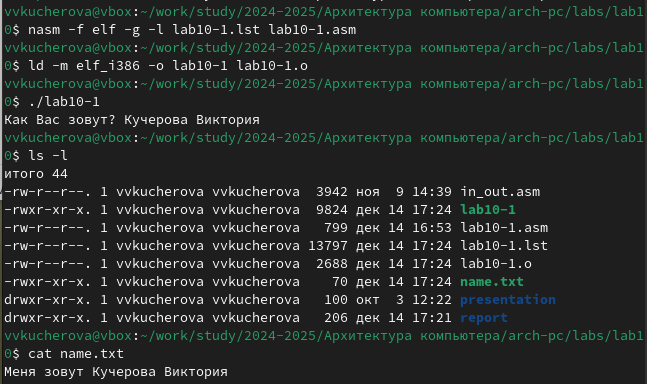 vvkucherova@vbox:~/work/study/2024-2025/Архитектура компьютера/arch-pc/labs/lab1
0$ nasm -f elf -g -l lab10-1.lst lab10-1.asm
vvkucherova@vbox:~/work/study/2024-2025/Архитектура компьютера/arch-pc/labs/lab1
0$ ld -m elf_i386 -o lab10-1 lab10-1.o
vvkucherova@vbox:~/work/study/2024-2025/Архитектура компьютера/arch-pc/labs/lab1
0$ ./lab10-1
Как Вас зовут? Кучерова Виктория
vvkucherova@vbox:~/work/study/2024-2025/Архитектура компьютера/arch-pc/labs/lab1
0$ ls -l
итого 44
-rw-r--r--. 1 vvkucherova vvkucherova  3942 ноя  9 14:39 in_out.asm
-rwxr-xr-x. 1 vvkucherova vvkucherova  9824 дек 14 17:24 lab10-1
-rw-r--r--. 1 vvkucherova vvkucherova   799 дек 14 16:53 lab10-1.asm
-rw-r--r--. 1 vvkucherova vvkucherova 13797 дек 14 17:24 lab10-1.lst
-rw-r--r--. 1 vvkucherova vvkucherova  2688 дек 14 17:24 lab10-1.o
-rwxr-xr-x. 1 vvkucherova vvkucherova    70 дек 14 17:24 name.txt
drwxr-xr-x. 1 vvkucherova vvkucherova   100 окт  3 12:22 presentation
drwxr-xr-x. 1 vvkucherova vvkucherova   206 дек 14 17:21 report
vvkucherova@vbox:~/work/study/2024-2025/Архитектура компьютера/arch-pc/labs/lab1
0$ cat name.txt
Меня зовут Кучерова Виктория